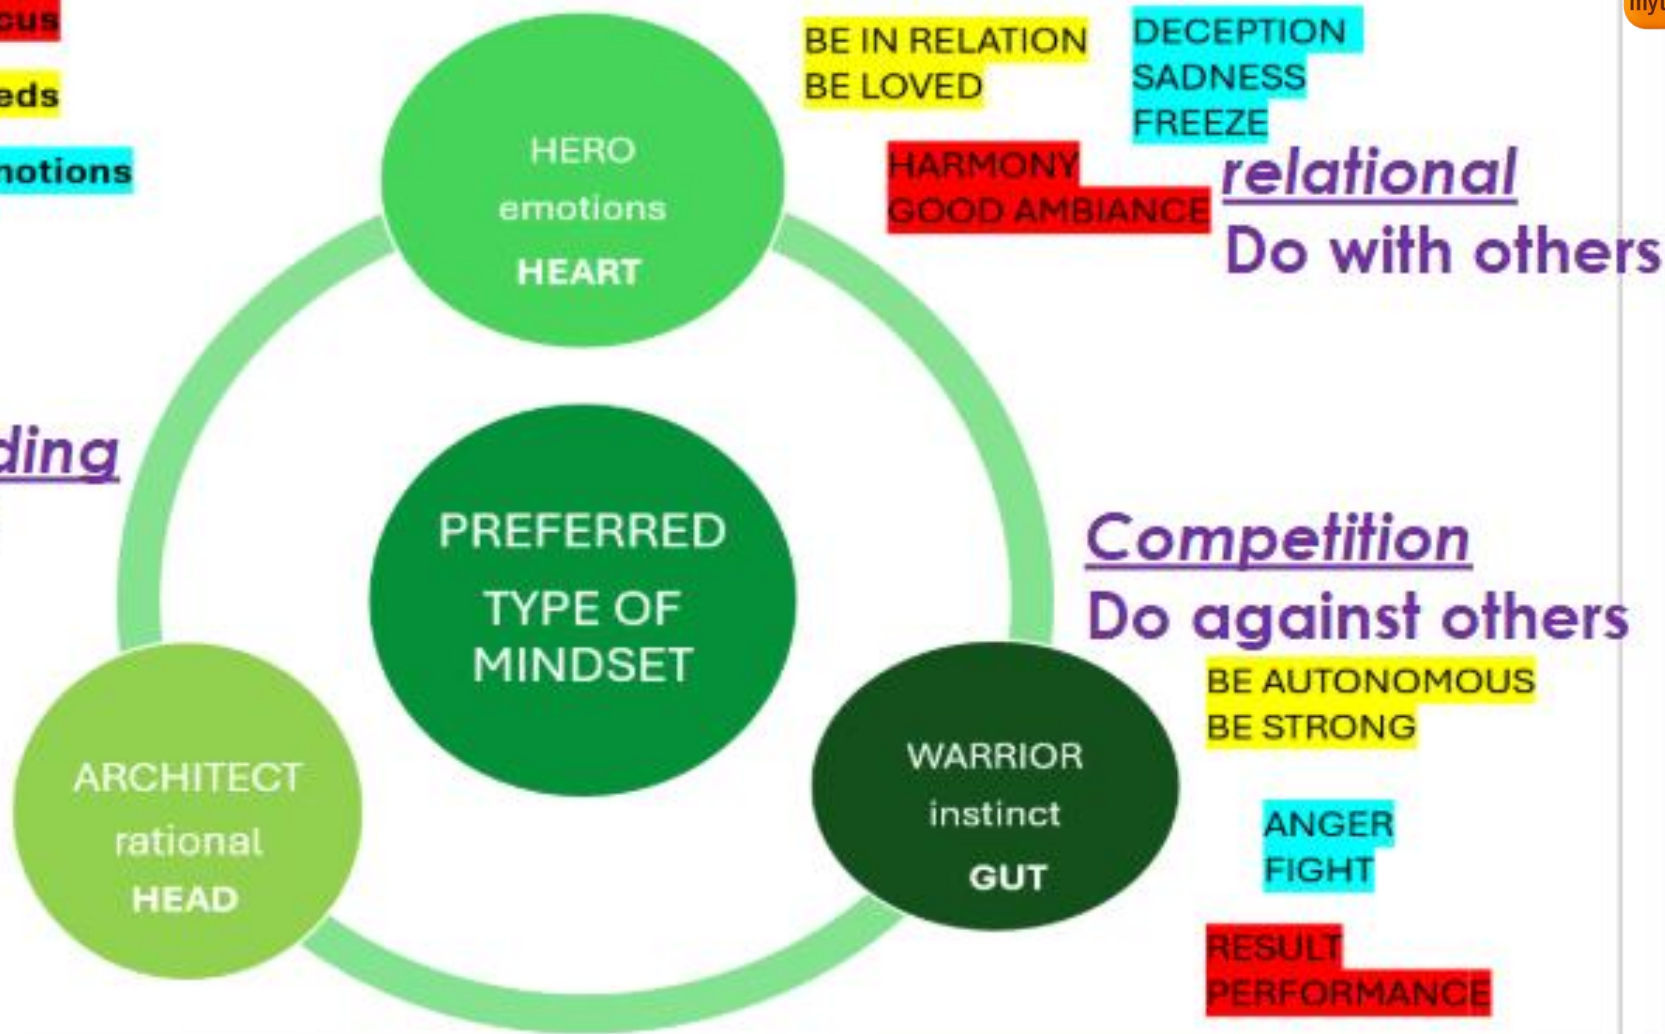 cus
eds
notions
HERO
emotions
HEART
BE IN RELATION
BE LOVED
DECEPTION
SADNESS
FREEZE
HARMONY
GOOD AMBIANCE
relational
Do with others
ding
PREFERRED
TYPE OF
MINDSET
Competition
Do against others
ARCHITECT
rational
HEAD
WARRIOR
instinct
GUT
BE AUTONOMOUS
BE STRONG
ANGER
FIGHT
RESULT
PERFORMANCE